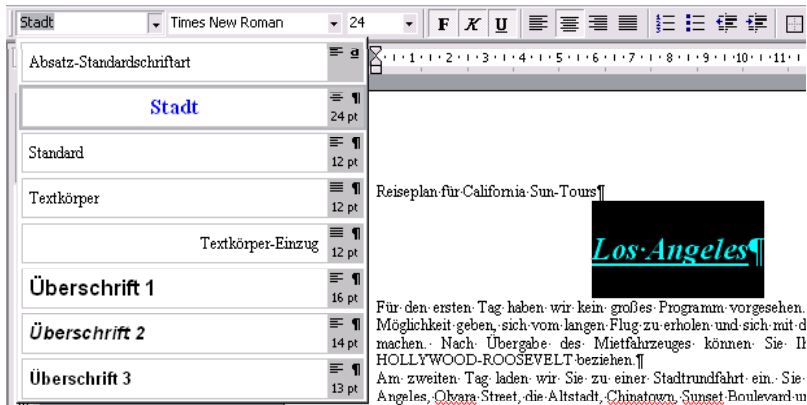 Stadt Times New Roman 24 F K U
Absatz-Standardschriftart a
Stadt ¶ 24 pt
Standard ¶ 12 pt
Textkörper ¶ 12 pt
Textkörper-Einzug ¶ 12 pt
Überschrift 1 ¶ 16 pt
Überschrift 2 ¶ 14 pt
Überschrift 3 ¶ 13 pt
1 2 3 4 5 6 7 8 9 10 11
Reiseplan·für·California·Sun-Tours¶
Los·Angeles¶
Für·den·ersten·Tag·haben·wir·kein·großes·Programm·vorgesehen.
Möglichkeit·geben,·sich·vom·langen·Flug·zu·erholen·und·sich·mit·d
machen.·Nach·Übergabe·des·Mietfahrzeuges·können·Sie·Ih
HOLLYWOOD-ROOSEVELT·beziehen.¶
Am·zweiten·Tag·laden·wir·Sie·zu·einer·Stadtrundfahrt·ein.·Sie·
Angeles,·Olvara·Street,·die·Altstadt,·Chinatown,·Sunset·Boulevard·un